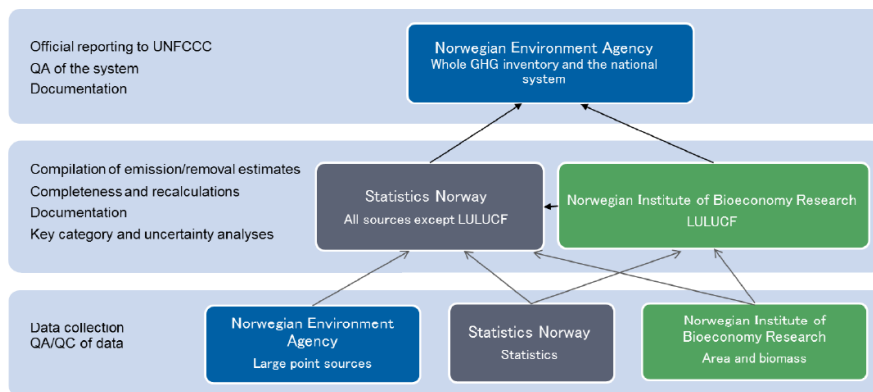 Official reporting to UNFCCC
QA of the system
Documentation
Norwegian Environment Agency
Whole GHG inventory and the national
system
Compilation of emission/removal estimates
Completeness and recalculations
Documentation
Key category and uncertainty analyses
Statistics Norway
All sources except LULUCF
Norwegian Institute of Bioeconomy Research
LULUCF
Data collection
QA/QC of data
Norwegian Environment
Agency
Large point sources
Statistics Norway
Statistics
Norwegian Institute of
Bioeconomy Research
Area and biomass